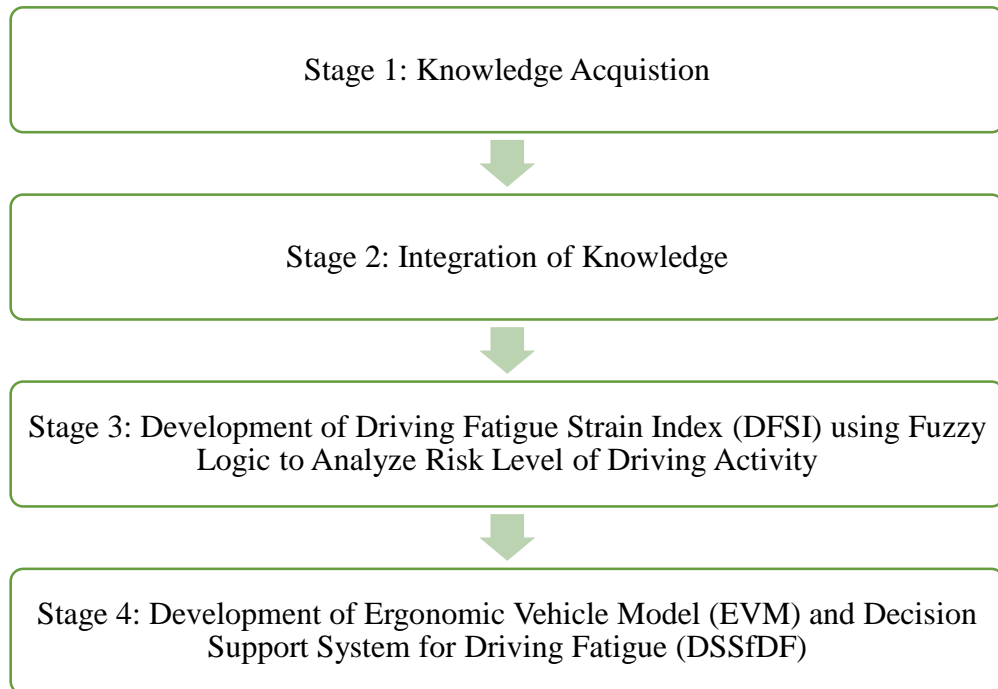 Stage 1: Knowledge Acquistion
Stage 2: Integration of Knowledge
Stage 3: Development of Driving Fatigue Strain Index (DFSI) using Fuzzy
Logic to Analyze Risk Level of Driving Activity
Stage 4: Development of Ergonomic Vehicle Model (EVM) and Decision
Support System for Driving Fatigue (DSSfDF)